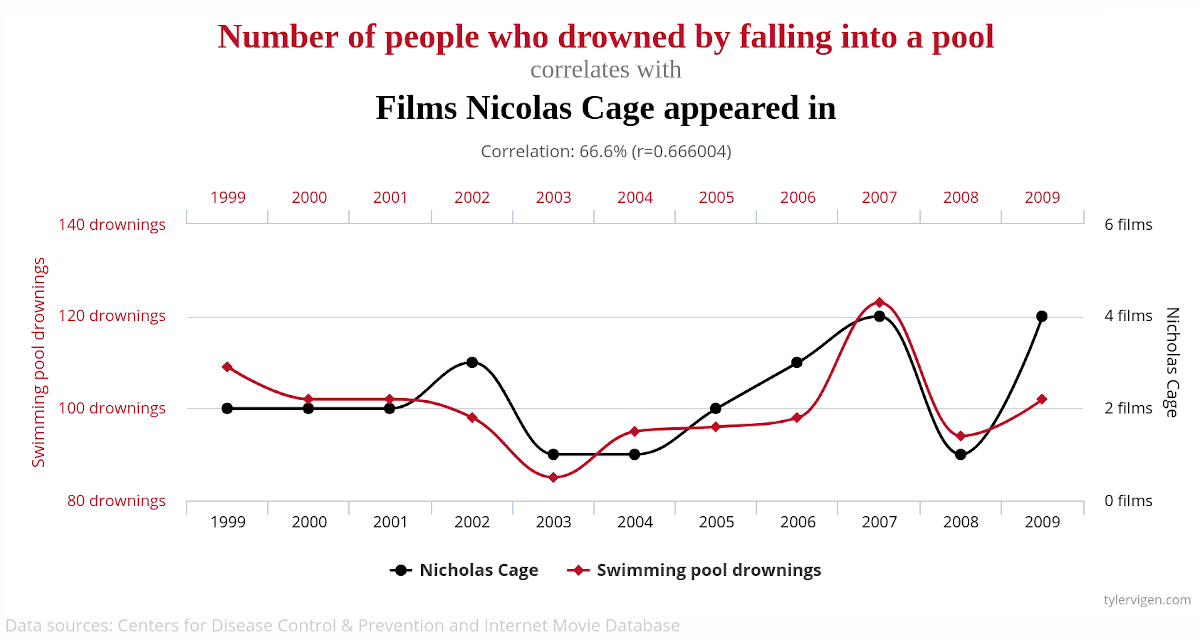 Number of people who drowned by falling into a pool
correlates with
Films Nicolas Cage appeared in
Correlation: 66.6% (r=0.666004)
1999 2000 2001 2002 2003 2004 2005 2006 2007 2008 2009
140 drownings 6 films
120 drownings 4 films
100 drownings 2 films
80 drownings 0 films
Swimming pool drownings
Nicholas Cage
1999 2000 2001 2002 2003 2004 2005 2006 2007 2008 2009
Nicholas Cage Swimming pool drownings
tylervigen.com
Data sources: Centers for Disease Control & Prevention and Internet Movie Database